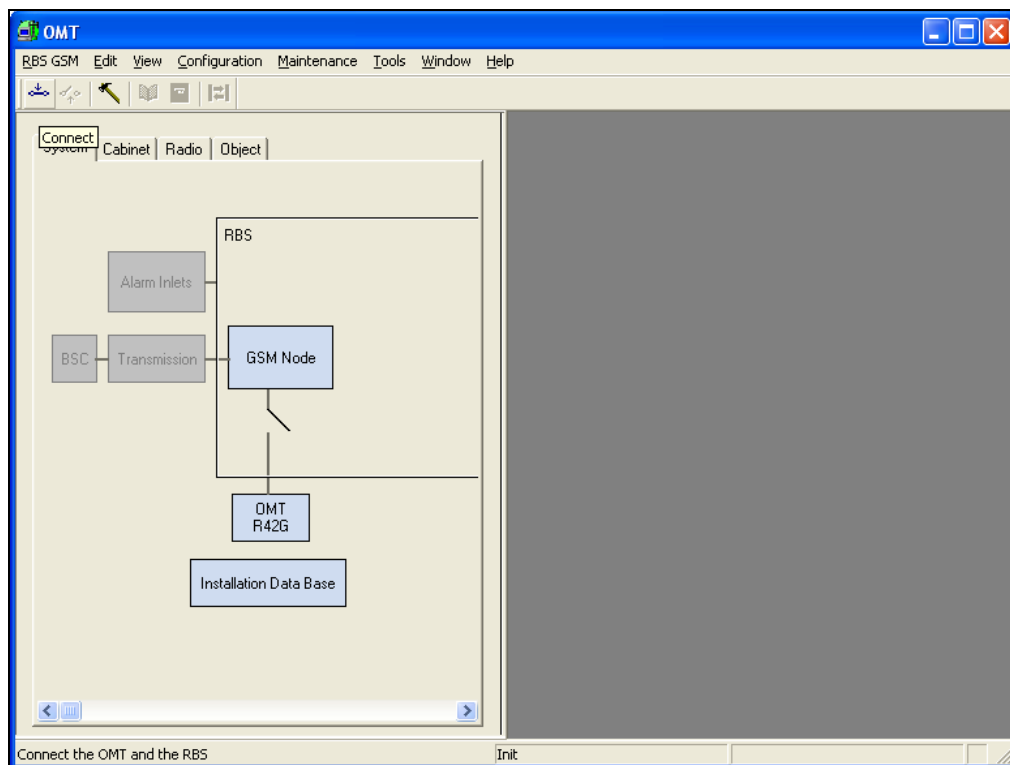 OMT
RBS GSM Edit View Configuration Maintenance Tools Window Help
Connect
System Cabinet Radio Object
RBS
Alarm Inlets
BSC Transmission GSM Node
OMT
R42G
Installation Data Base
Connect the OMT and the RBS Init